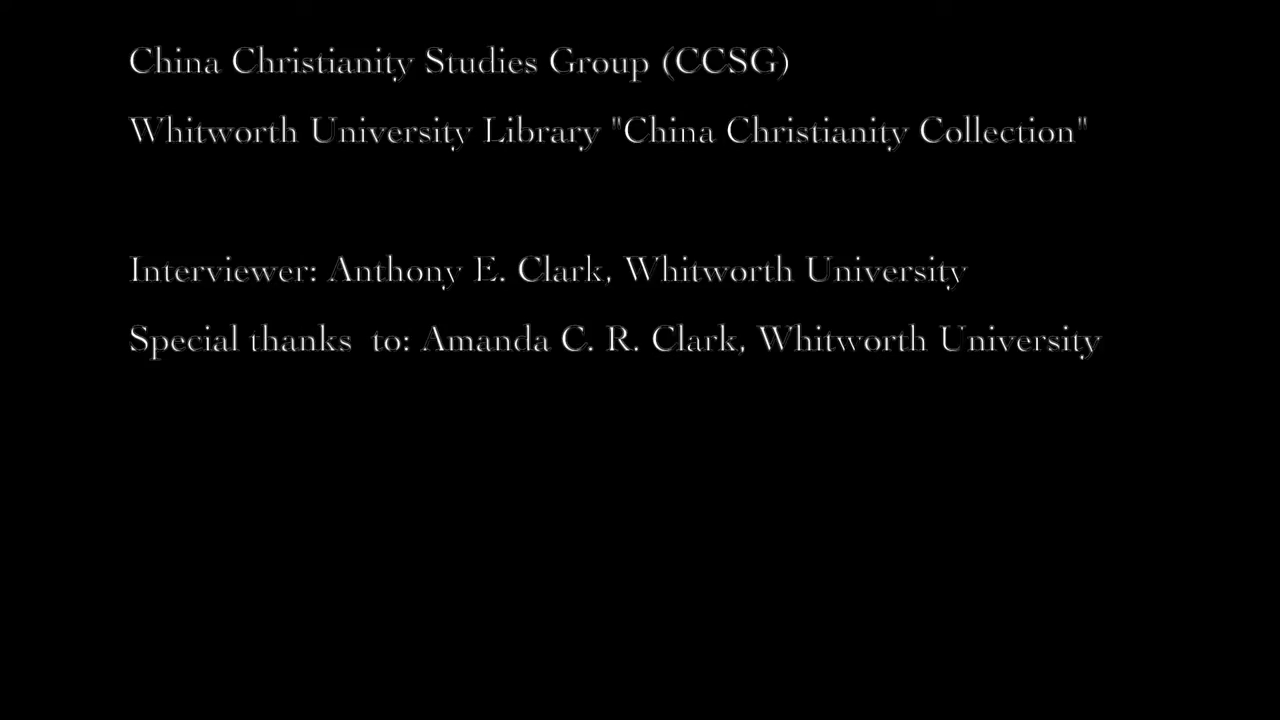 China Christianity Studies Group (CCSG)
Whitworth University Library "China Christianity Collection"
Interviewer: Anthony E. Clark, Whitworth University
Special thanks  to: Amanda C. R. Clark, Whitworth University